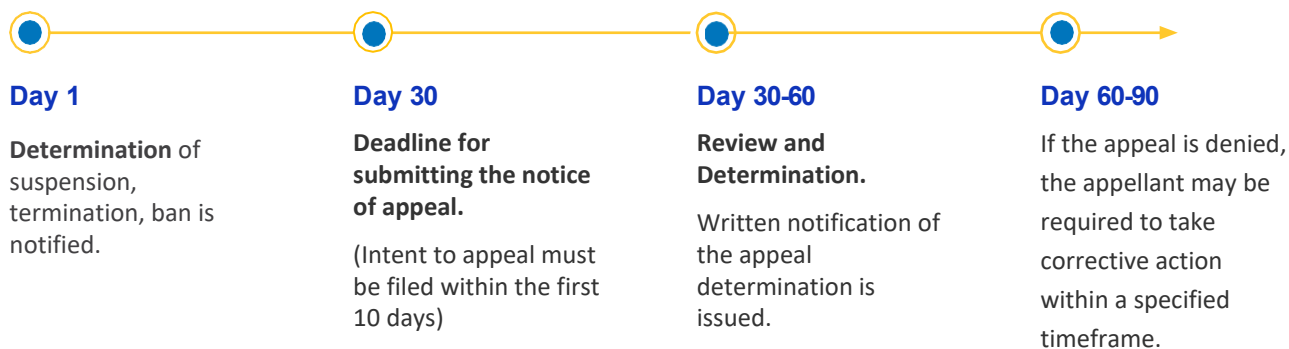 Day 1
Determination of
suspension,
termination, ban is
notified.
Day 30
Deadline for
submitting the notice
of appeal.
(Intent to appeal must
be filed within the first
10 days)
Day 30-60
Review and
Determination.
Written notification of
the appeal
determination is
issued.
Day 60-90
If the appeal is denied,
the appellant may be
required to take
corrective action
within a specified
timeframe.